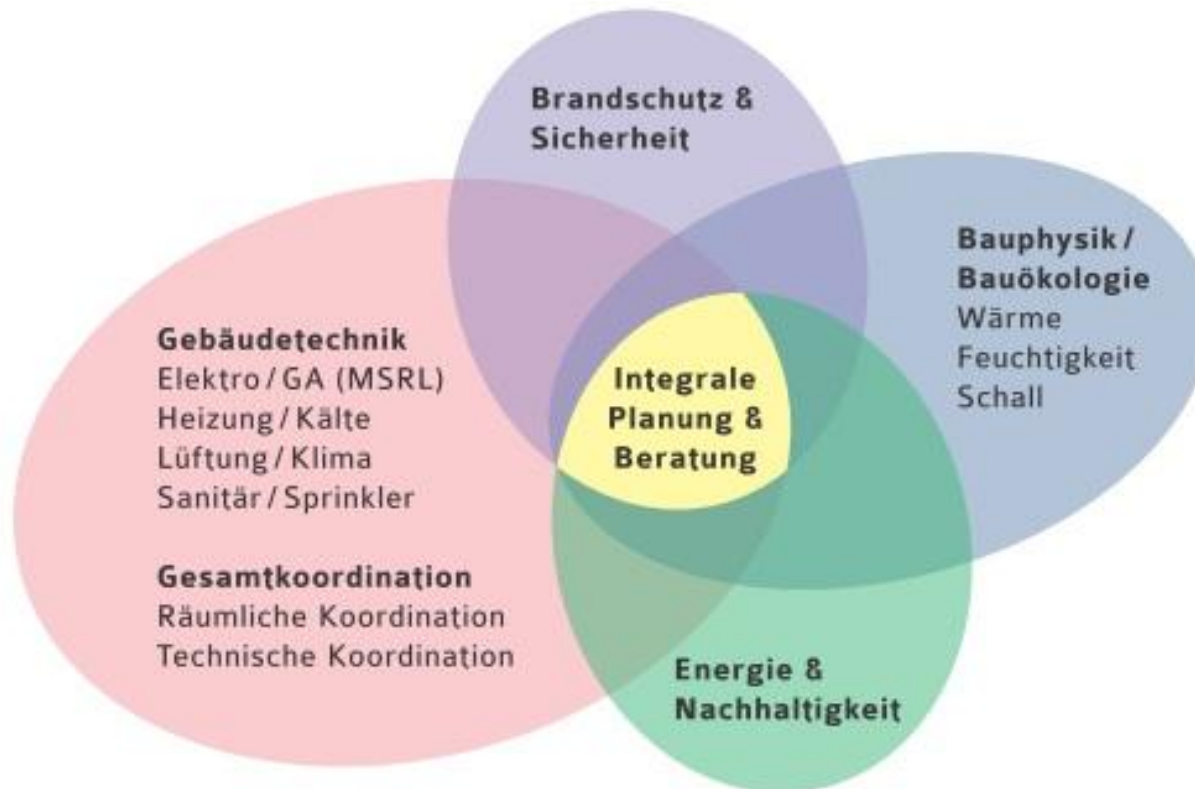 Brandschutz &
Sicherheit
Bauphysik /
Bauökologie
Wärme
Feuchtigkeit
Schall
Gebäudetechnik
Elektro / GA (MSRL)
Heizung / Kälte
Lüftung / Klima
Sanitär / Sprinkler
Integrale
Planung &
Beratung
Gesamtkoordination
Räumliche Koordination
Technische Koordination
Energie &
Nachhaltigkeit